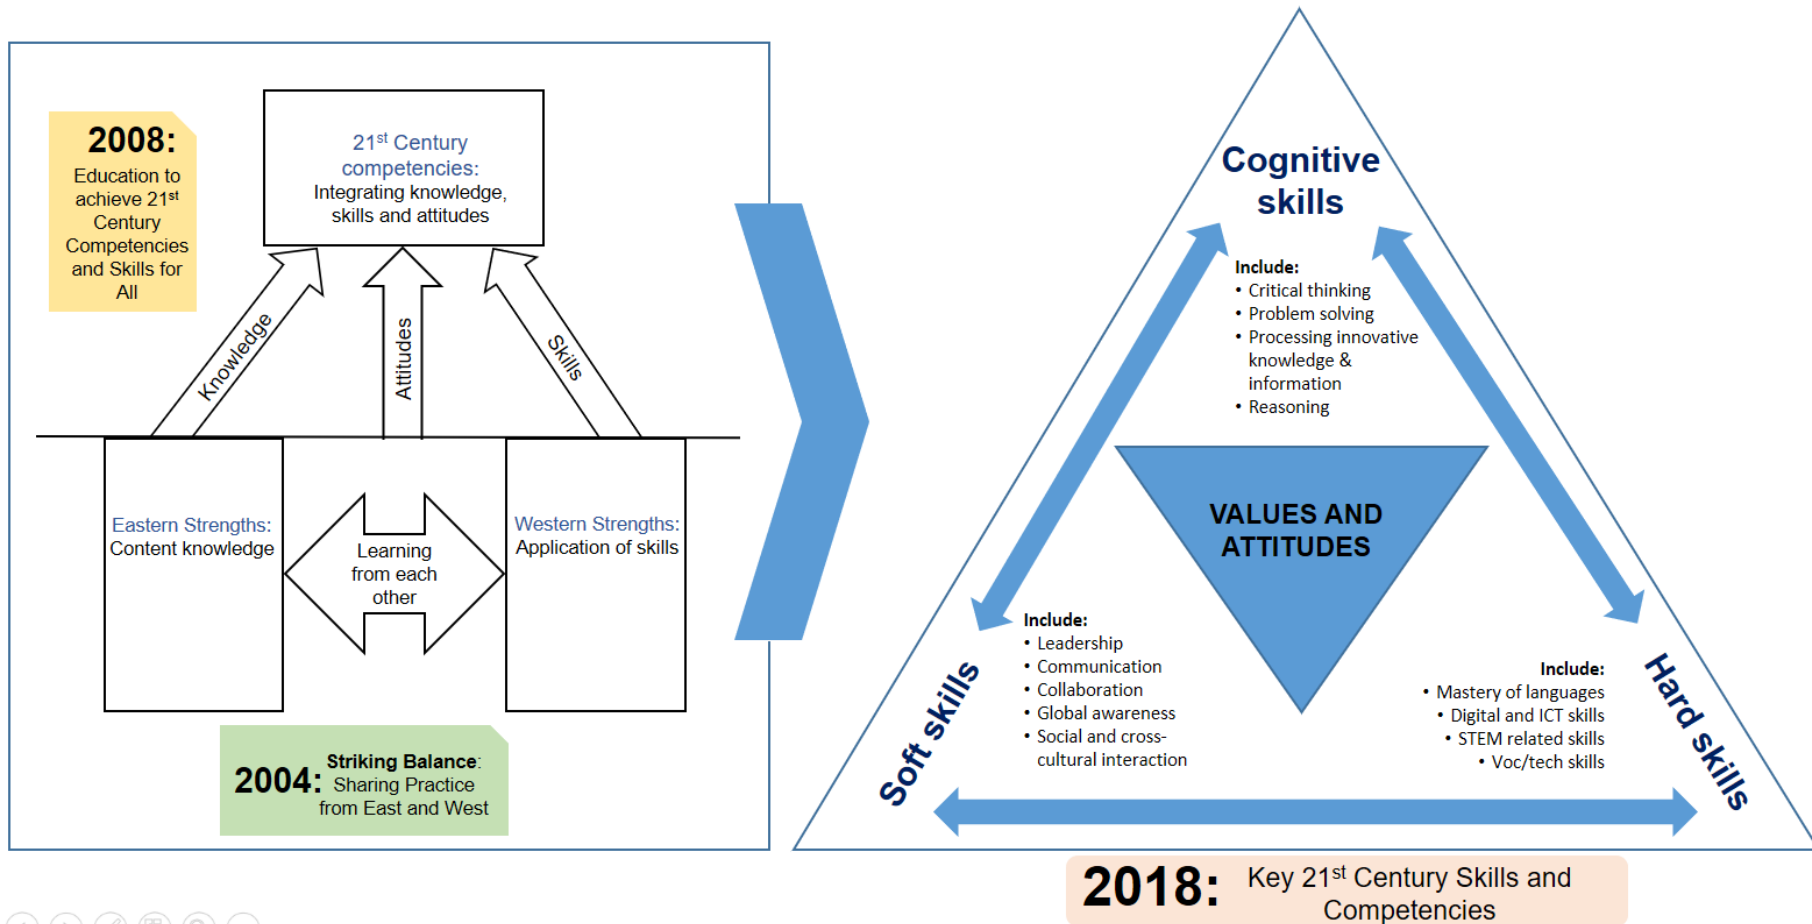 2008:
Education to
achieve 21st
Century
Competencies
and Skills for
All
21st Century
competencies:
Integrating knowledge,
skills and attitudes
Knowledge
Attitudes
Skills
Eastern Strengths:
Content knowledge
Learning
from each
other
Western Strengths:
Application of skills
2004:
Striking Balance:
Sharing Practice
from East and West
Cognitive
skills
Include:
• Critical thinking
• Problem solving
• Processing innovative
knowledge &
information
• Reasoning
VALUES AND
ATTITUDES
Soft skills
Include:
• Leadership
• Communication
• Collaboration
• Global awareness
• Social and cross-
cultural interaction
Hard skills
Include:
• Mastery of languages
• Digital and ICT skills
• STEM related skills
• Voc/tech skills
2018:
Key 21st Century Skills and
Competencies